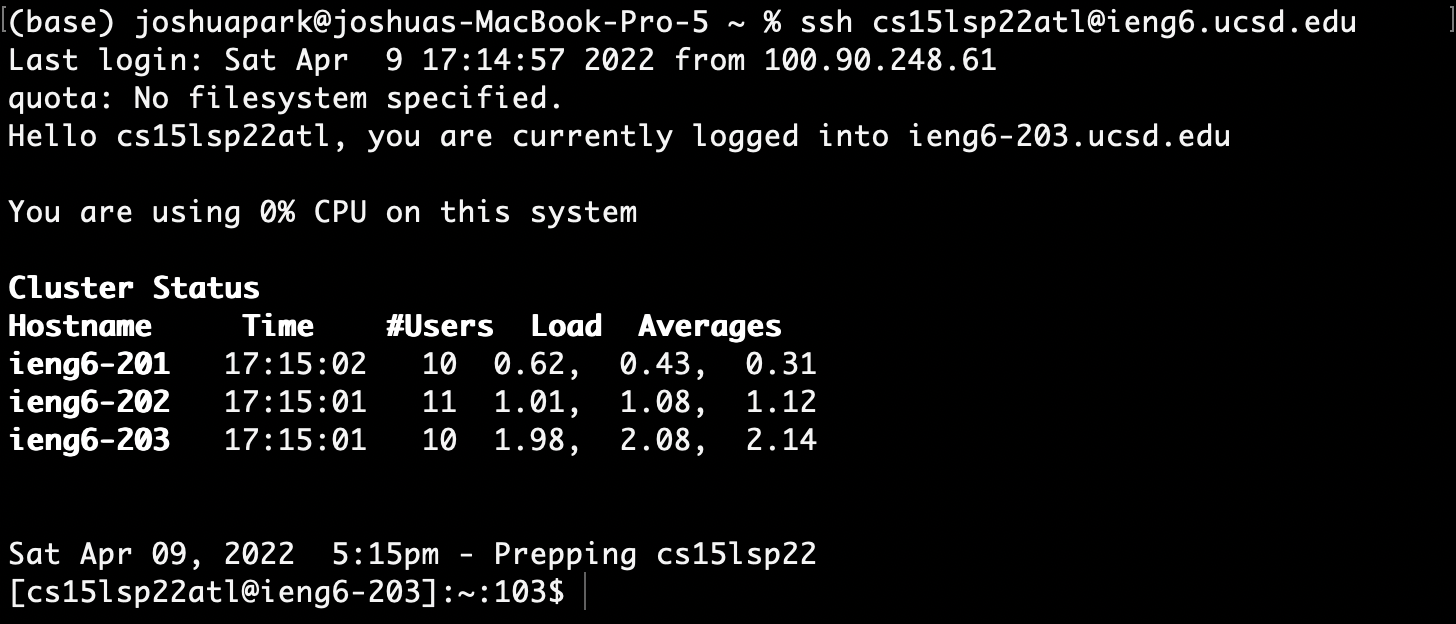 [(base) joshuapark@joshuas-MacBook-Pro-5 ~ % ssh cs15lsp22atl@ieng6.ucsd.edu ]
Last login: Sat Apr  9 17:14:57 2022 from 100.90.248.61
quota: No filesystem specified.
Hello cs15lsp22atl, you are currently logged into ieng6-203.ucsd.edu
You are using 0% CPU on this system
Cluster Status
Hostname     Time    #Users  Load  Averages
ieng6-201   17:15:02   10  0.62,  0.43,  0.31
ieng6-202   17:15:01   11  1.01,  1.08,  1.12
ieng6-203   17:15:01   10  1.98,  2.08,  2.14
Sat Apr 09, 2022  5:15pm - Prepping cs15lsp22
[cs15lsp22atl@ieng6-203]:~:103$